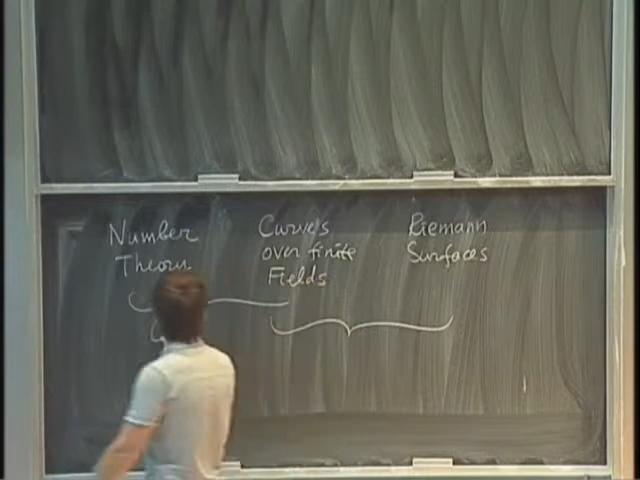 Number
Theory
Curves
over finite
Fields
Riemann
Surfaces